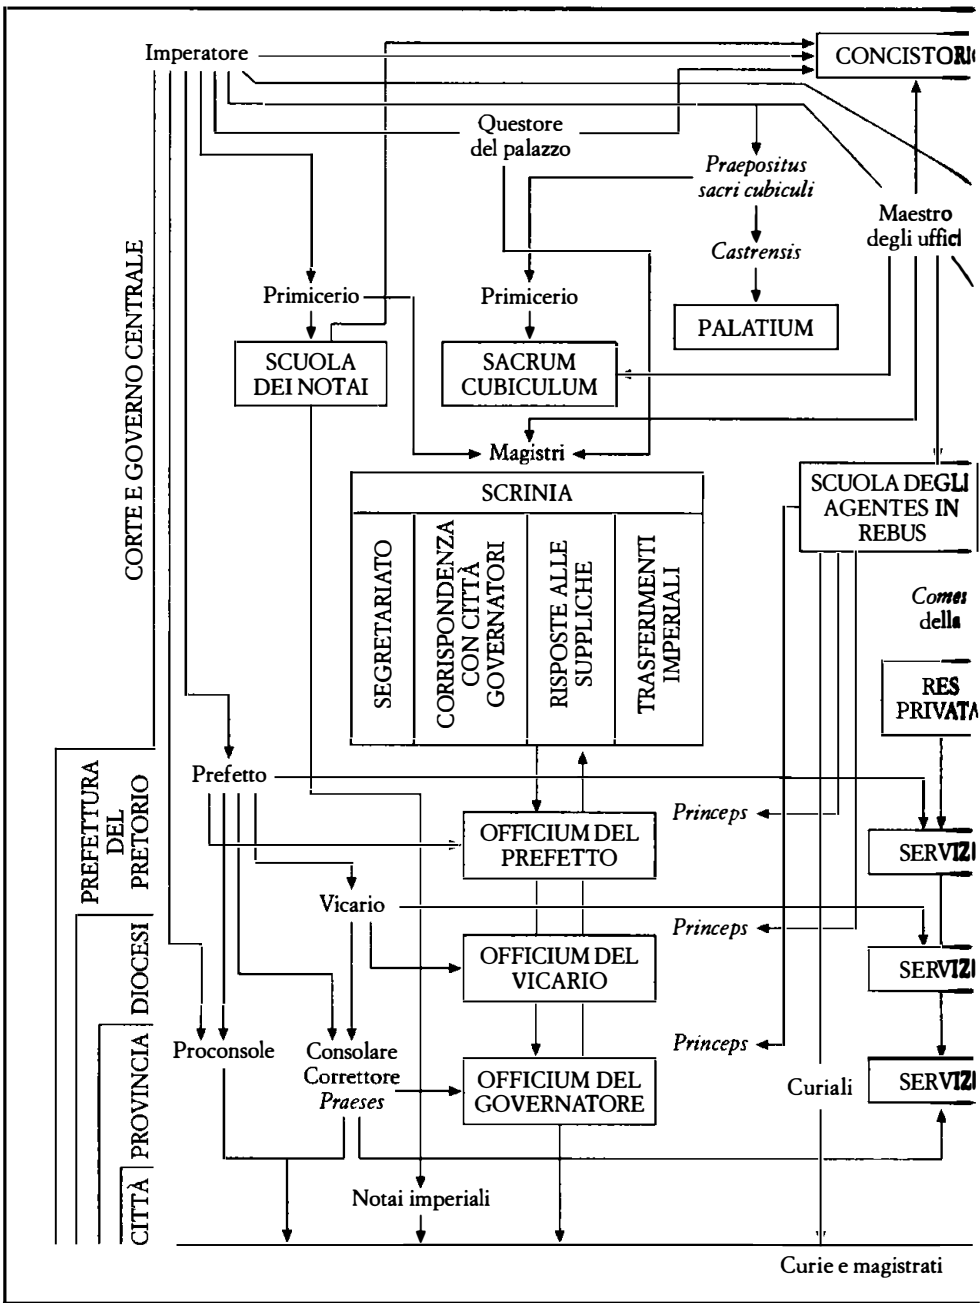 Imperatore
CONCISTORIO
Questore
del palazzo
Praepositus
sacri cubiculi
Maestro
degli uffici
Castrensis
Primicerio
Primicerio
PALATIUM
SCUOLA
DEI NOTAI
SACRUM
CUBICULUM
CORTE E GOVERNO CENTRALE
Magistri
SCRINIA
SEGRETARIATO
CORRISPONDENZA
CON CITTÀ
GOVERNATORI
RISPOSTE ALLE
SUPPLICHE
TRASFERIMENTI
IMPERIALI
SCUOLA DEGLI
AGENTES IN
REBUS
Comes
della
RES
PRIVATA
PREFETTURA
DEL
PRETORIO
Prefetto
Princeps
OFFICIUM DEL
PREFETTO
SERVIZI
Vicario
Princeps
DIOCESI
OFFICIUM DEL
VICARIO
SERVIZI
PROVINCIA
Proconsole
Consolare
Correttore
Praeses
Princeps
OFFICIUM DEL
GOVERNATORE
Curiali
SERVIZI
CITTÀ
Notai imperiali
Curie e magistrati